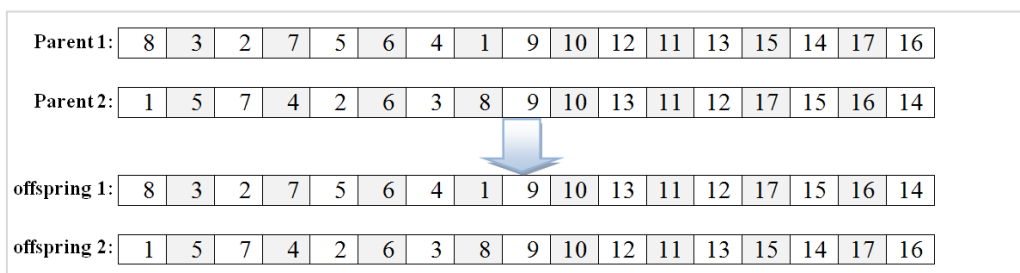 Parent 1: 8 3 2 7 5 6 4 1 9 10 12 11 13 15 14 17 16
Parent 2: 1 5 7 4 2 6 3 8 9 10 13 11 12 17 15 16 14
offspring 1: 8 3 2 7 5 6 4 1 9 10 13 11 12 17 15 16 14
offspring 2: 1 5 7 4 2 6 3 8 9 10 12 11 13 15 14 17 16